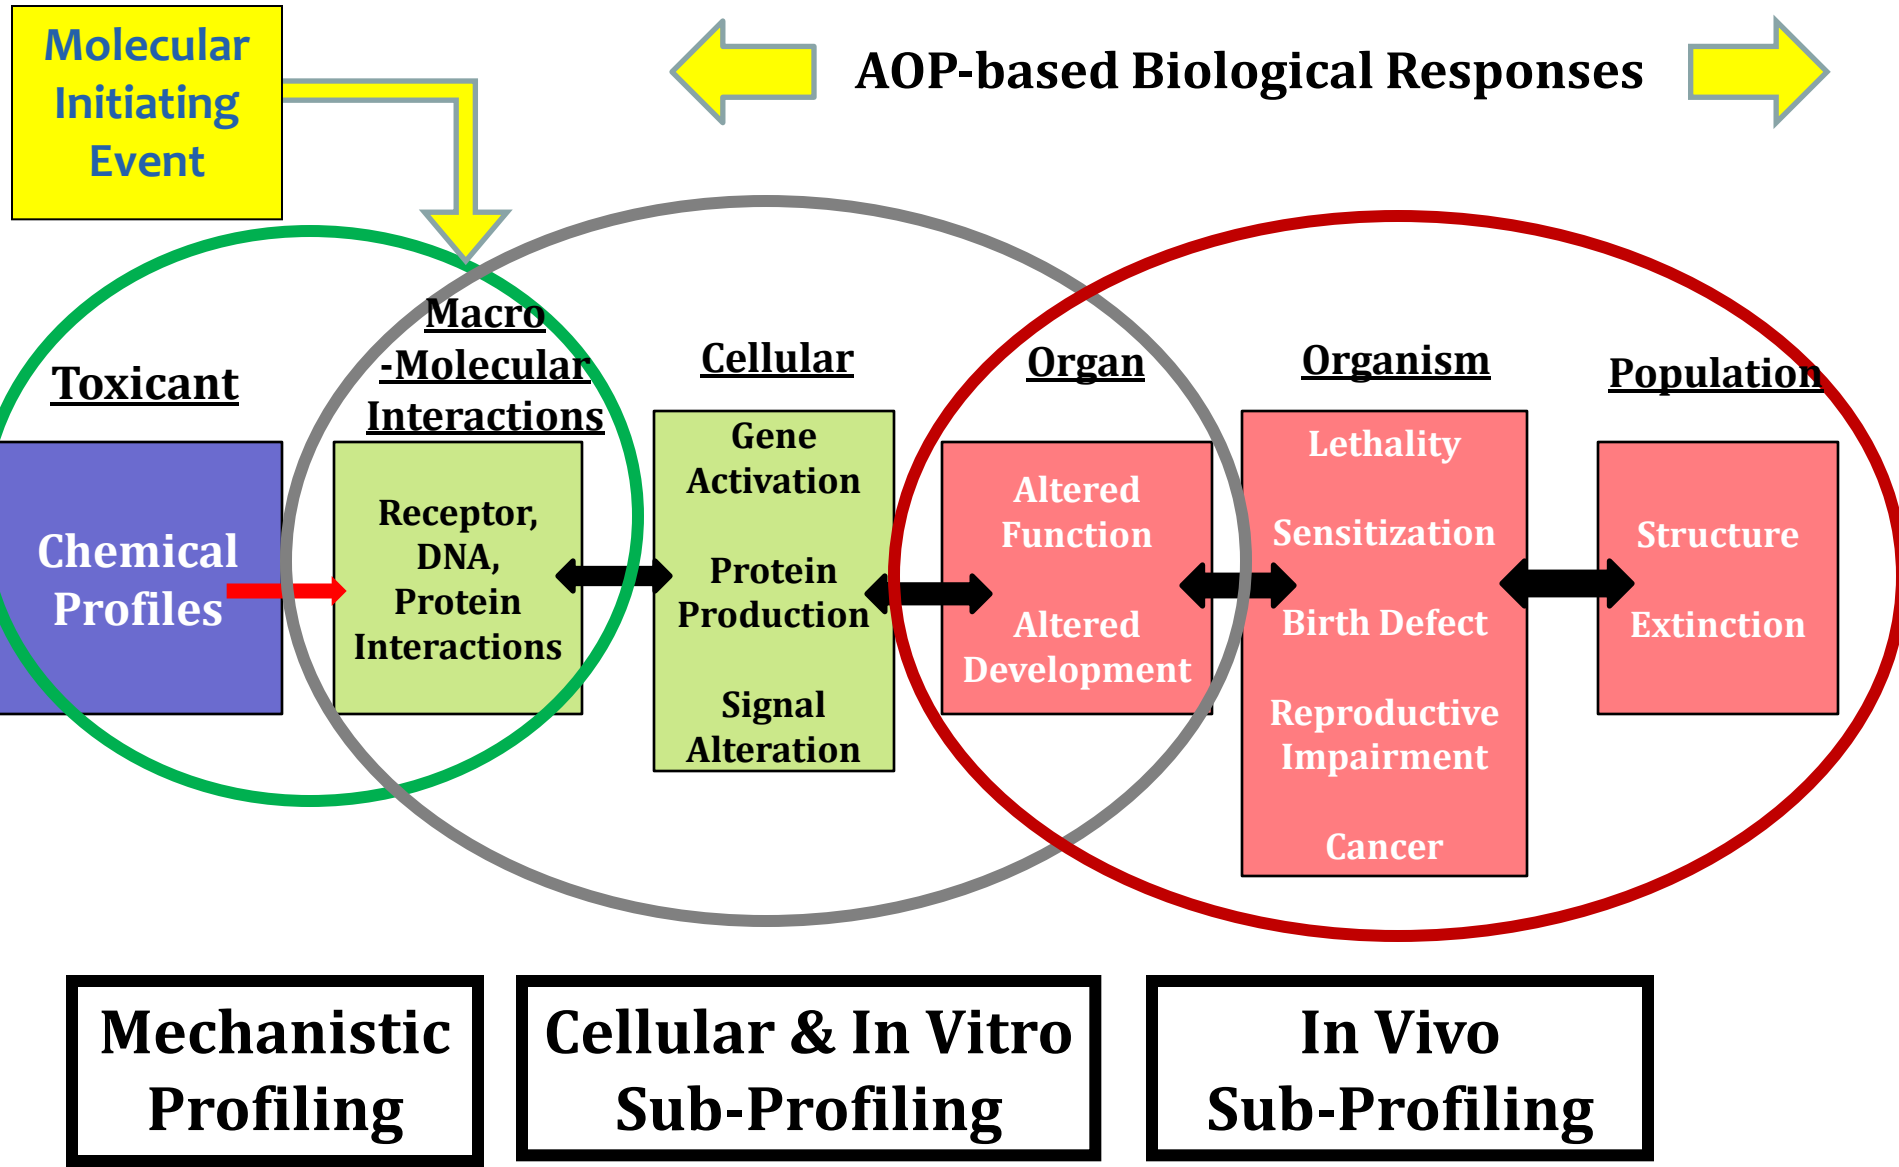 Molecular
Initiating
Event
AOP-based Biological Responses
Toxicant
Chemical
Profiles
Macro
-Molecular
Interactions
Receptor,
DNA,
Protein
Interactions
Cellular
Gene
Activation
Protein
Production
Signal
Alteration
Organ
Altered
Function
Altered
Development
Organism
Lethality
Sensitization
Birth Defect
Reproductive
Impairment
Cancer
Population
Structure
Extinction
Mechanistic
Profiling
Cellular & In Vitro
Sub-Profiling
In Vivo
Sub-Profiling